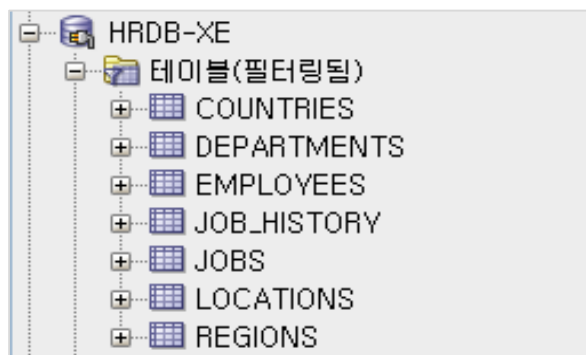 HRDB-XE
테이블(필터링됨)
COUNTRIES
DEPARTMENTS
EMPLOYEES
JOB_HISTORY
JOBS
LOCATIONS
REGIONS